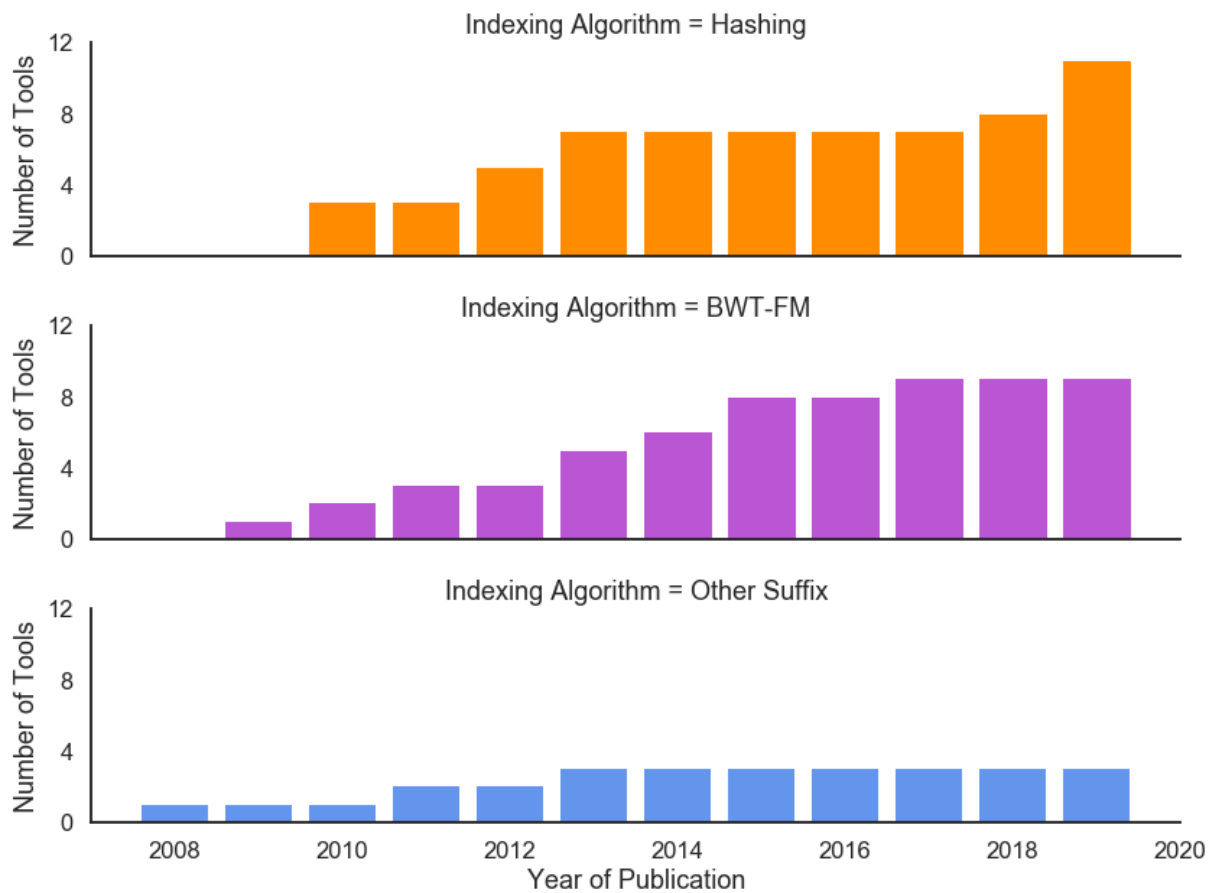 Indexing Algorithm = Hashing
12
8
4
0
Number of Tools
Indexing Algorithm = BWT-FM
12
8
4
0
Number of Tools
Indexing Algorithm = Other Suffix
12
8
4
0
Number of Tools
2008 2010 2012 2014 2016 2018 2020
Year of Publication